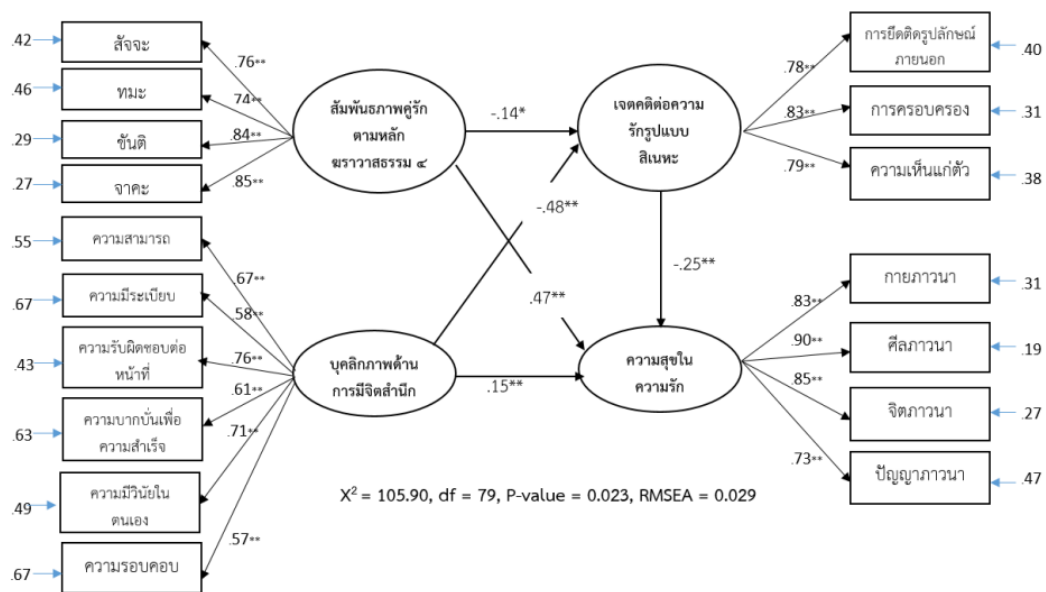 .42
สัจจะ
.76**
.46
ทมะ
.74**
.29
ขันติ
.84**
.27
จาคะ
.85**
สัมพันธภาพคู่รัก
ตามหลัก
ฆราวาสธรรม ๔
-.14*
เจตคติต่อความ
รักรูปแบบ
สิเนหะ
.78**
การยึดติดรูปลักษณ์
ภายนอก
.40
.83**
การครอบครอง
.31
.79**
ความเห็นแก่ตัว
.38
-.48**
.47**
-.25**
.55
ความสามารถ
.67**
.67
ความมีระเบียบ
.58**
.43
ความรับผิดชอบต่อ
หน้าที่
.76**
.63
ความบากบั่นเพื่อ
ความสำเร็จ
.61**
.49
ความมีวินัยใน
ตนเอง
.71**
.67
ความรอบคอบ
.57**
บุคลิกภาพด้าน
การมีจิตสำนึก
.15**
ความสุขใน
ความรัก
.83**
กายภาวนา
.31
.90**
ศีลภาวนา
.19
.85**
จิตภาวนา
.27
.73**
ปัญญาภาวนา
.47
X² = 105.90, df = 79, P-value = 0.023, RMSEA = 0.029